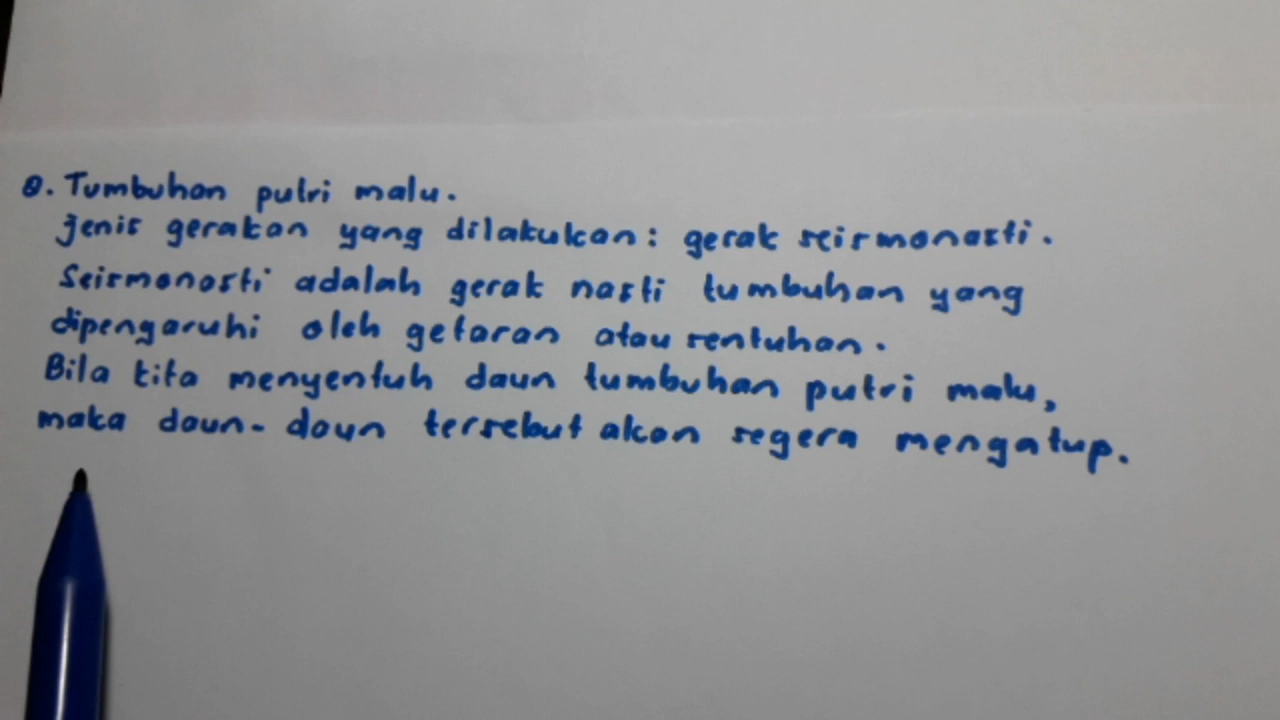 8. Tumbuhan putri malu.
Jenis gerakan yang dilakukan: gerak seismonasti.
Seismonasti adalah gerak nasti tumbuhan yang
dipengaruhi oleh getaran atau sentuhan.
Bila kita menyentuh daun tumbuhan putri malu,
maka daun-daun tersebut akan segera mengatup.